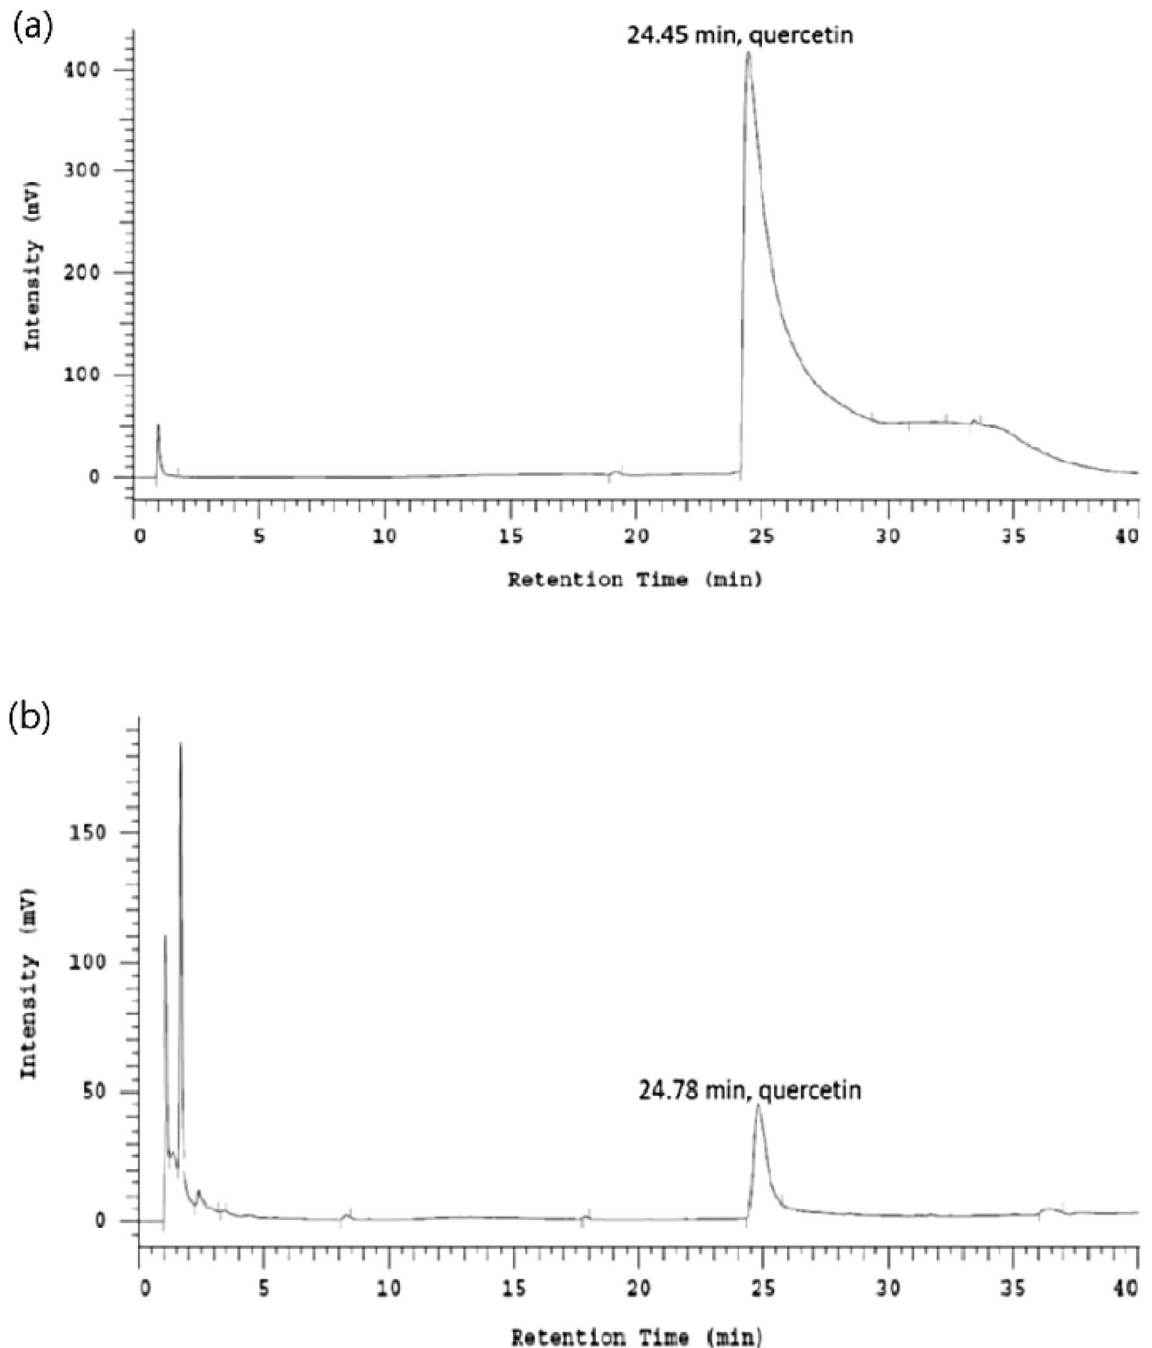 (a)
24.45 min, quercetin
400
300
200
100
0
Intensity (mV)
0 5 10 15 20 25 30 35 40
Retention Time (min)
(b)
150
100
50
0
Intensity (mV)
24.78 min, quercetin
0 5 10 15 20 25 30 35 40
Retention Time (min)